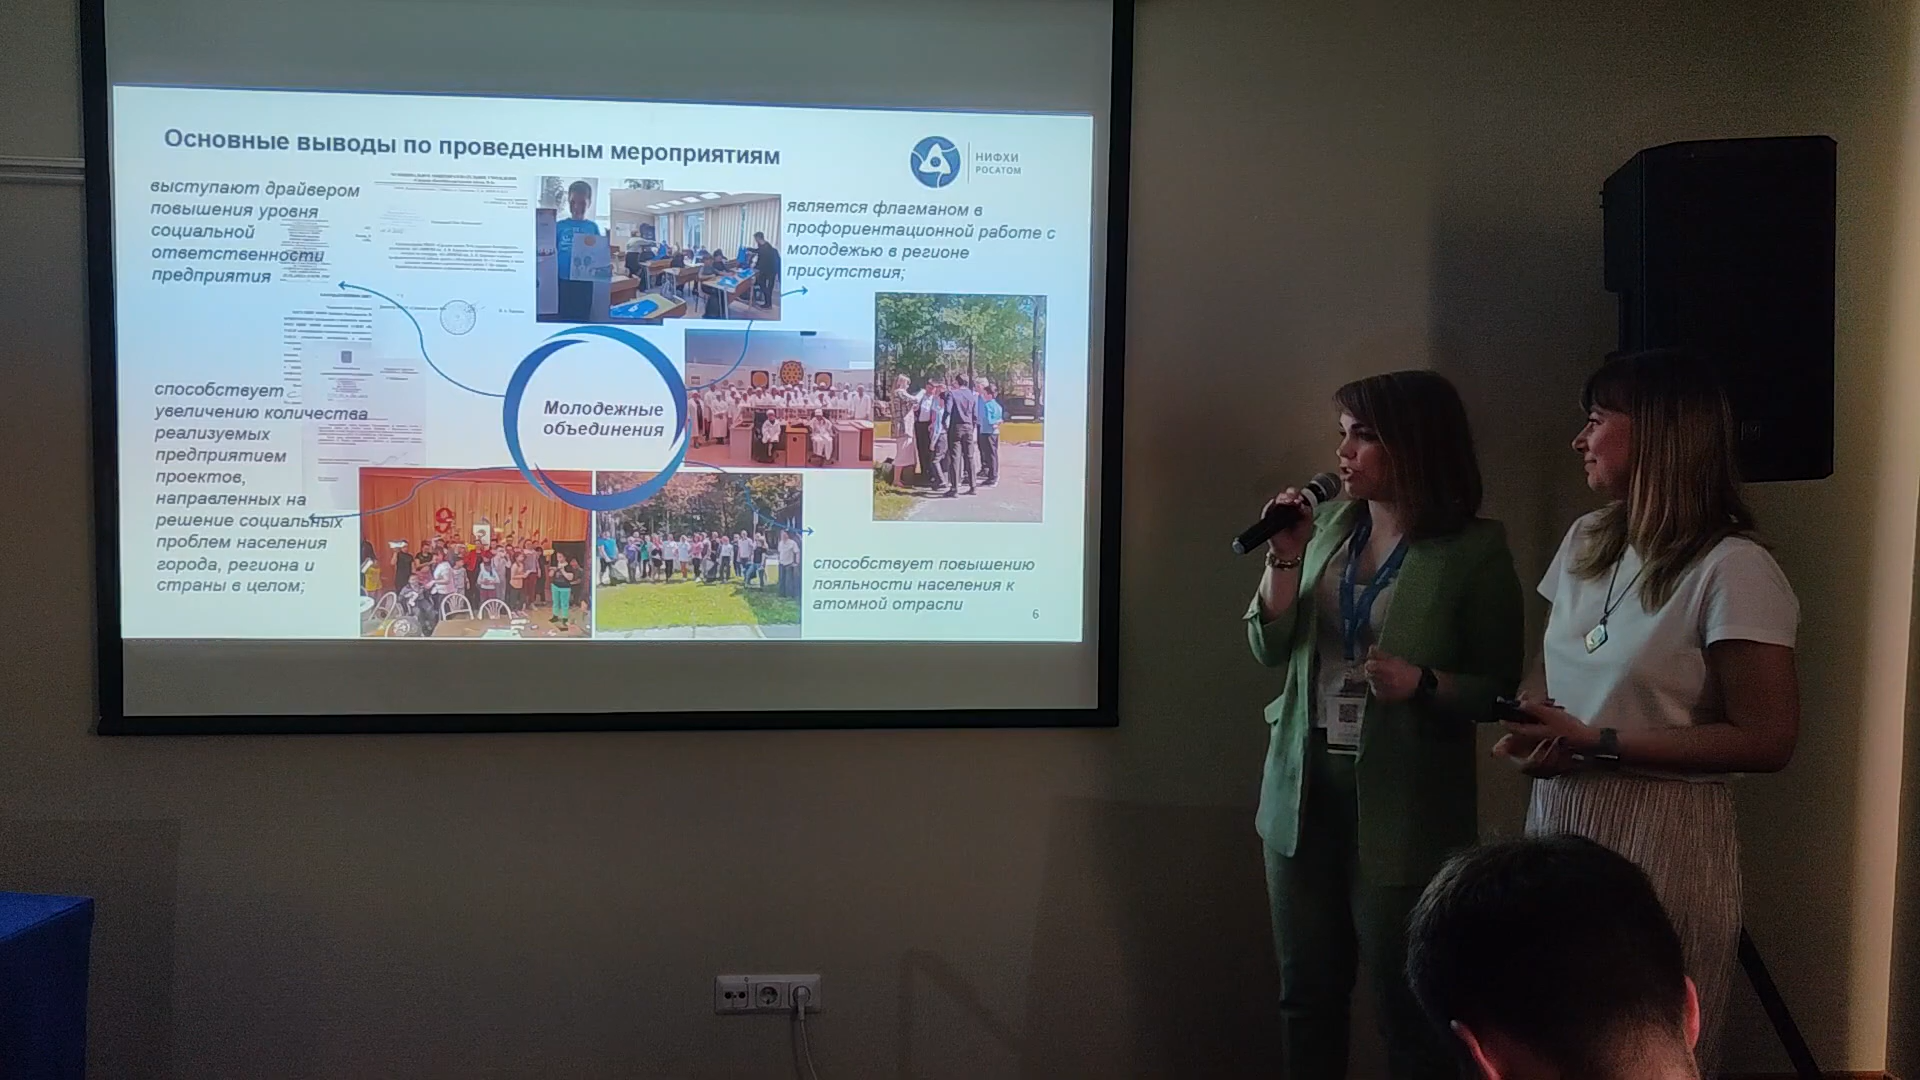 Основные выводы по проведенным мероприятиям
НИФХИ
РОСАТОМ
выступают драйвером
повышения уровня
социальной
ответственности
предприятия
является флагманом в
профориентационной работе с
молодежью в регионе
присутствия;
Молодежные
объединения
способствует
увеличению количества
реализуемых
предприятием
проектов,
направленных на
решение социальных
проблем населения
города, региона и
страны в целом;
способствует повышению
лояльности населения к
атомной отрасли
6